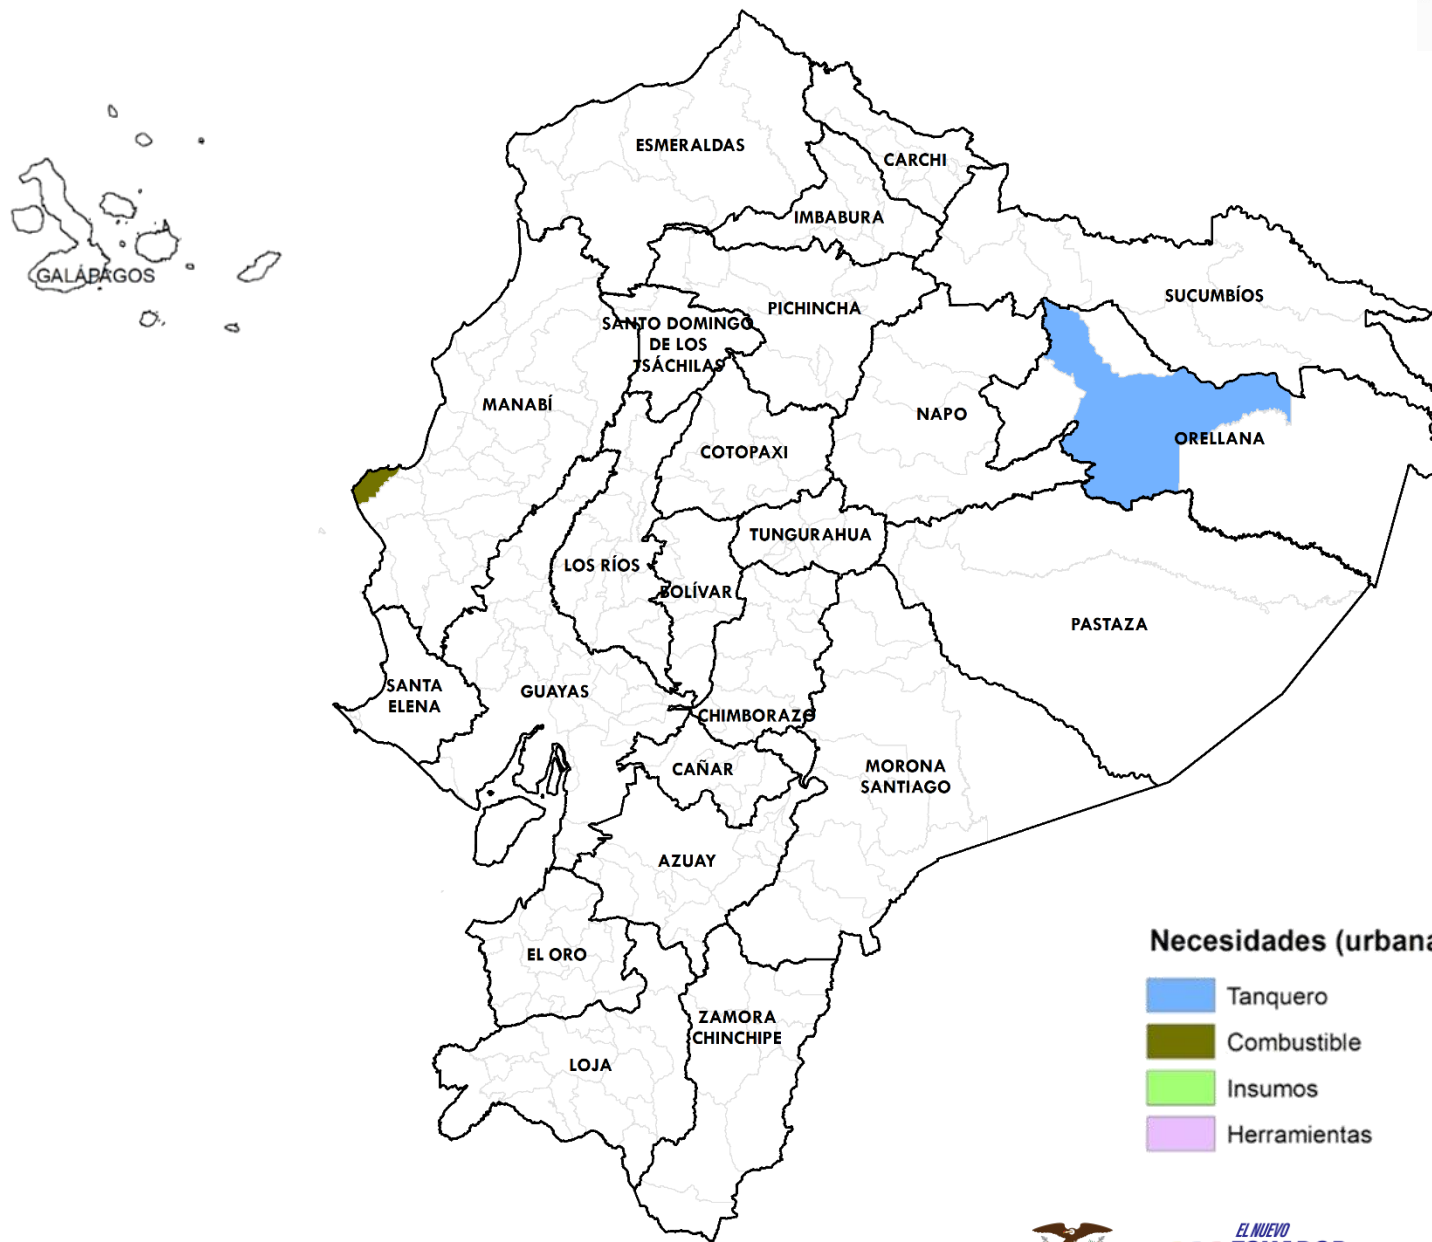 ESMERALDAS
CARCHI
IMBABURA
GALÁPAGOS
SUCUMBÍOS
PICHINCHA
SANTO DOMINGO
DE LOS
TSÁCHILAS
MANABÍ
NAPO
ORELLANA
COTOPAXI
TUNGURAHUA
LOS RÍOS
BOLÍVAR
PASTAZA
SANTA
ELENA
GUAYAS
CHIMBORAZO
CAÑAR
MORONA
SANTIAGO
AZUAY
EL ORO
ZAMORA
CHINCHIPE
LOJA
Necesidades (urbana
Tanquero
Combustible
Insumos
Herramientas
EL NUEVO